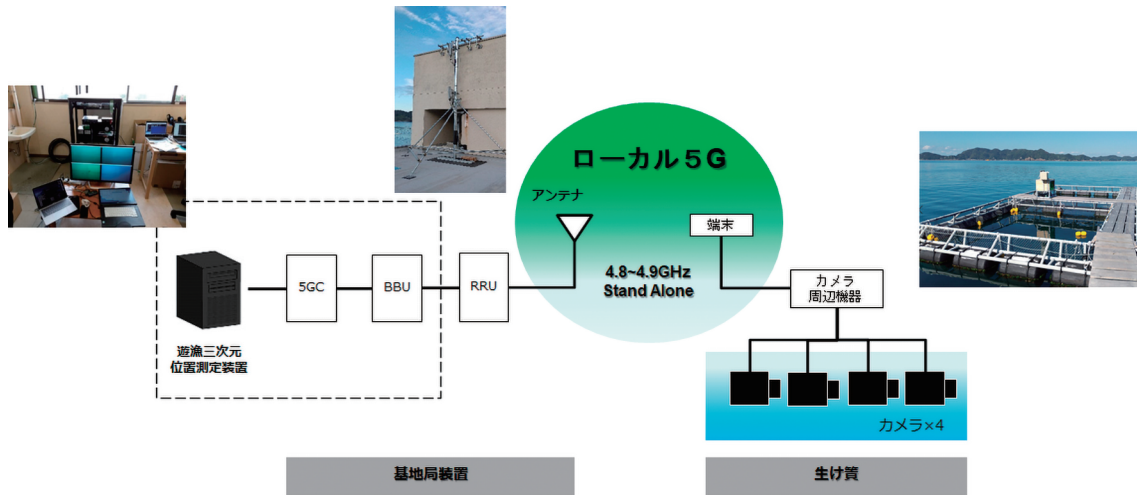 ローカル５G
アンテナ
端末
4.8~4.9GHz
Stand Alone
5GC
BBU
RRU
カメラ
周辺機器
遊漁三次元
位置測定装置
カメラ×4
基地局装置
生け簀